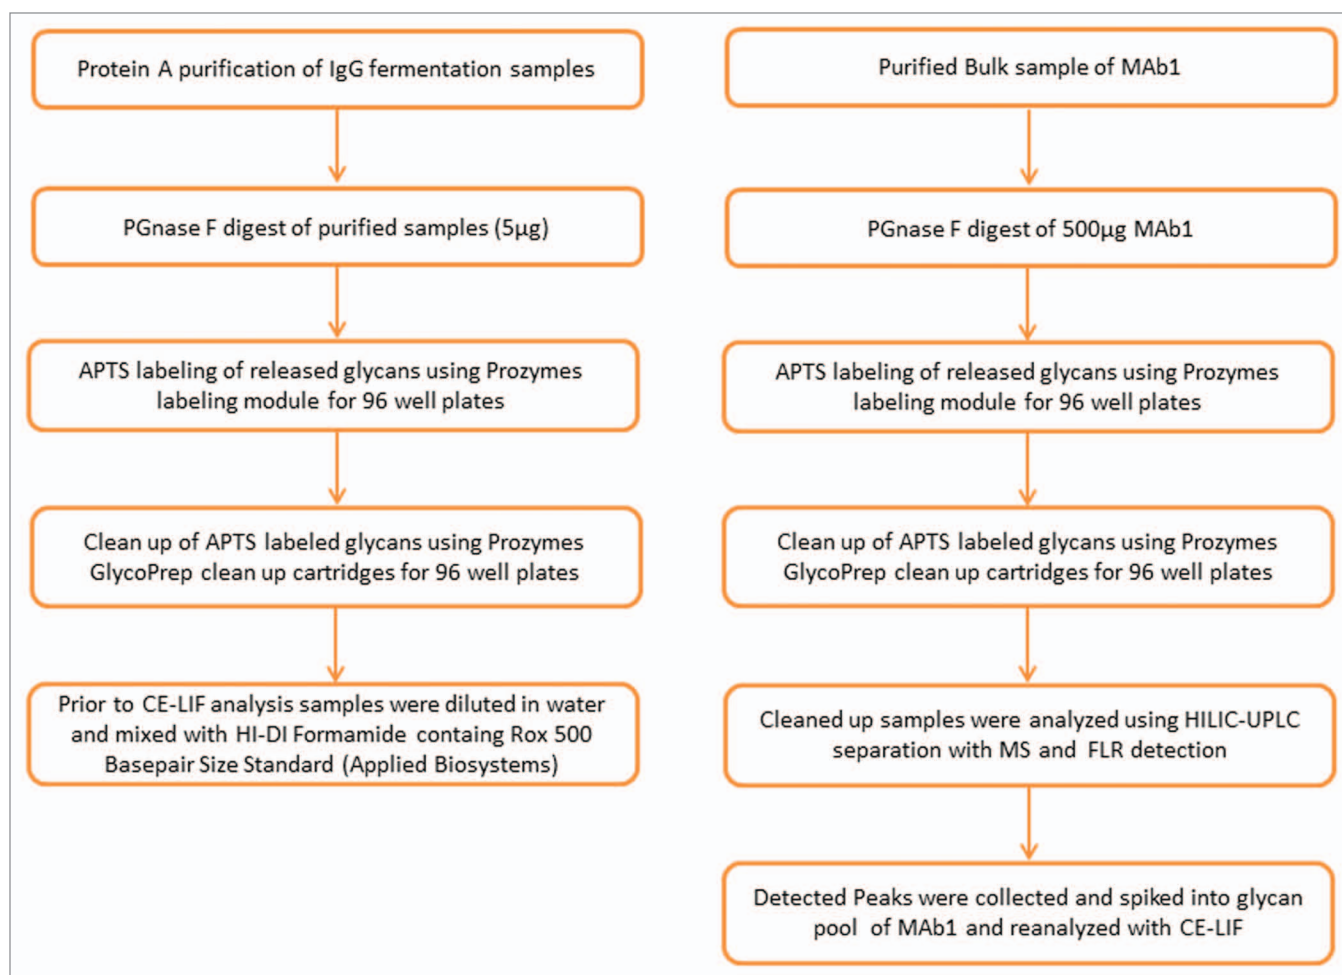 Protein A purification of IgG fermentation samples
PGnase F digest of purified samples (5µg)
APTS labeling of released glycans using Prozymes
labeling module for 96 well plates
Clean up of APTS labeled glycans using Prozymes
GlycoPrep clean up cartridges for 96 well plates
Prior to CE-LIF analysis samples were diluted in water
and mixed with HI-DI Formamide containg Rox 500
Basepair Size Standard (Applied Biosystems)
Purified Bulk sample of MAb1
PGnase F digest of 500µg MAb1
APTS labeling of released glycans using Prozymes
labeling module for 96 well plates
Clean up of APTS labeled glycans using Prozymes
GlycoPrep clean up cartridges for 96 well plates
Cleaned up samples were analyzed using HILIC-UPLC
separation with MS and FLR detection
Detected Peaks were collected and spiked into glycan
pool of MAb1 and reanalyzed with CE-LIF